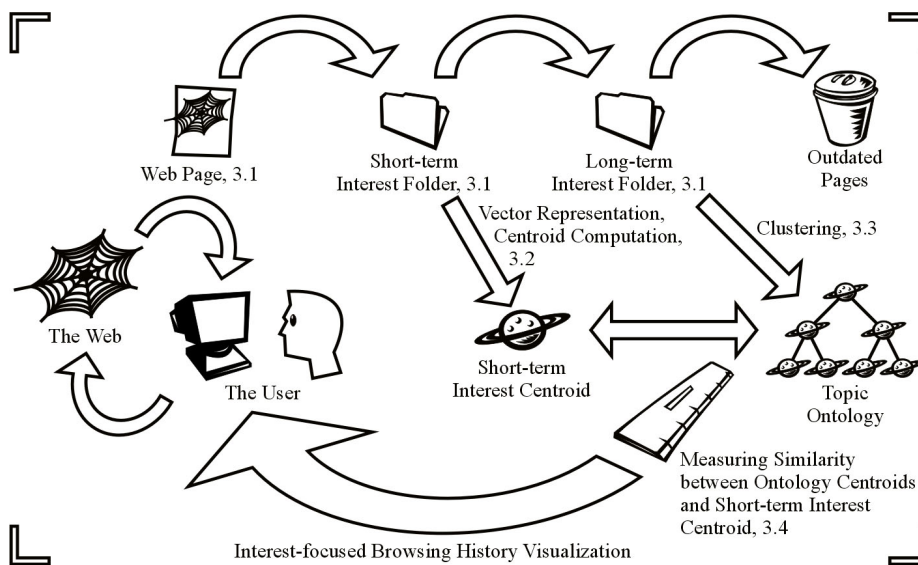 Web Page, 3.1
Short-term
Interest Folder, 3.1
Long-term
Interest Folder, 3.1
Outdated
Pages
Vector Representation,
Centroid Computation,
3.2
Clustering, 3.3
The Web
The User
Short-term
Interest Centroid
Topic
Ontology
Measuring Similarity
between Ontology Centroids
and Short-term Interest
Centroid, 3.4
Interest-focused Browsing History Visualization